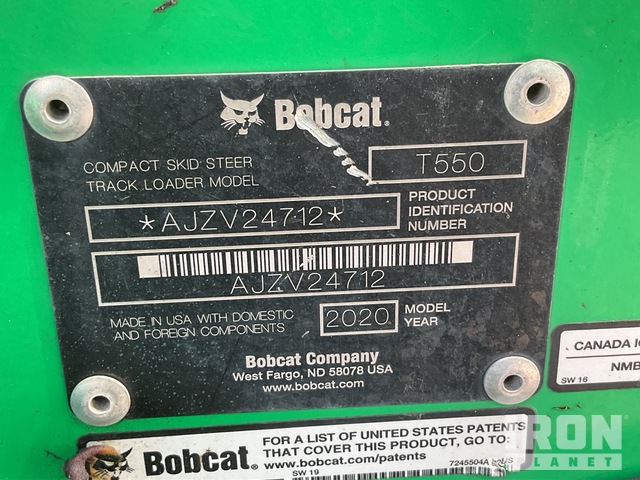 Bobcat.
COMPACT SKID STEER
TRACK LOADER MODEL
T550
*AJZV24712*
PRODUCT
IDENTIFICATION
NUMBER
AJZV24712
MADE IN USA WITH DOMESTIC
AND FOREIGN COMPONENTS
2020
MODEL
YEAR
Bobcat Company
West Fargo, ND 58078 USA
www.bobcat.com
CANADA
NMB
SW 16
Bobcat.
FOR A LIST OF UNITED STATES PATENTS
THAT COVER THIS PRODUCT, GO TO:
www.bobcat.com/patents
SW 19
7245504A
IRON
PLANET